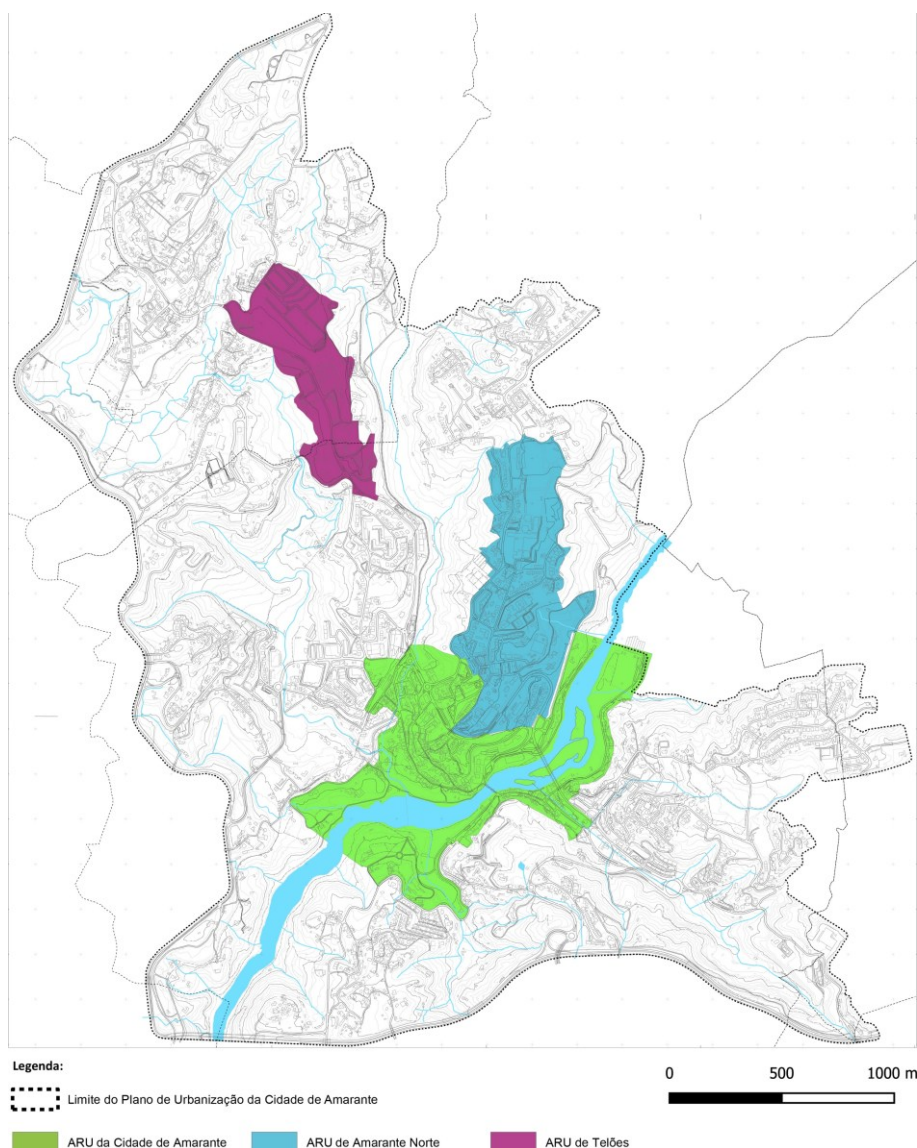 Legenda:
0 500 1000 m
Limite do Plano de Urbanização da Cidade de Amarante
ARU da Cidade de Amarante ARU de Amarante Norte ARU de Telões